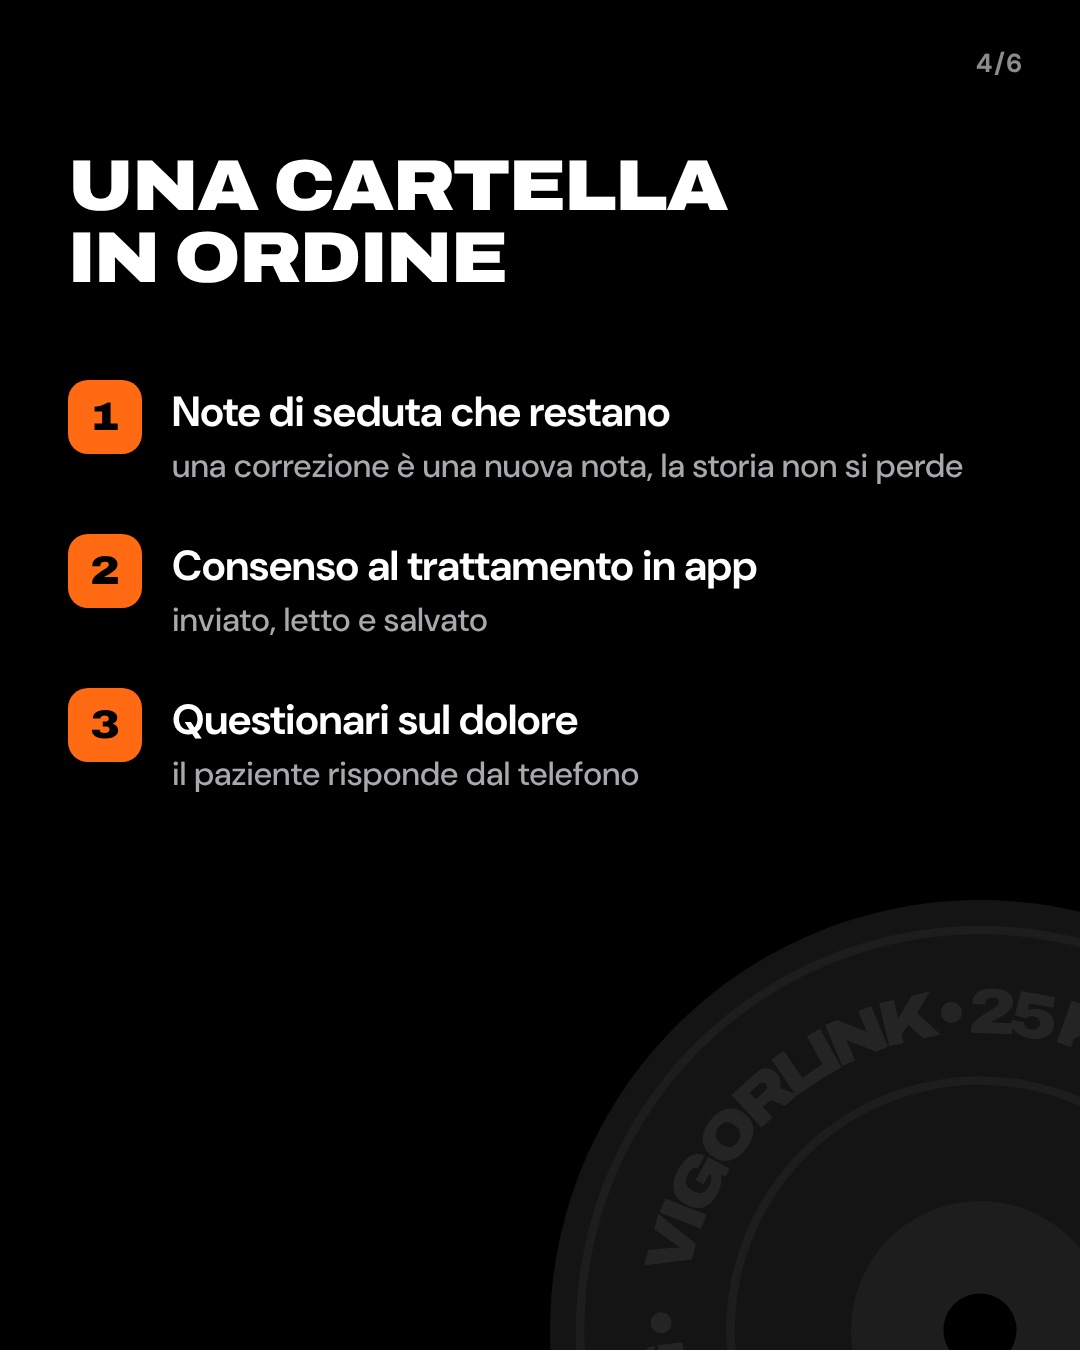 4/6
UNA CARTELLA
IN ORDINE
1
Note di seduta che restano
una correzione è una nuova nota, la storia non si perde
2
Consenso al trattamento in app
inviato, letto e salvato
3
Questionari sul dolore
il paziente risponde dal telefono
VIGORLINK • 25